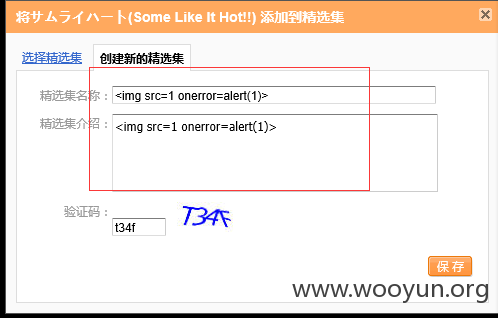 将サムライハート(Some Like It Hot!!) 添加到精选集
选择精选集 创建新的精选集
精选集名称： <img src=1 onerror=alert(1)>
精选集介绍： <img src=1 onerror=alert(1)>
验证码： T34F
t34f
保存
www.wooyun.org